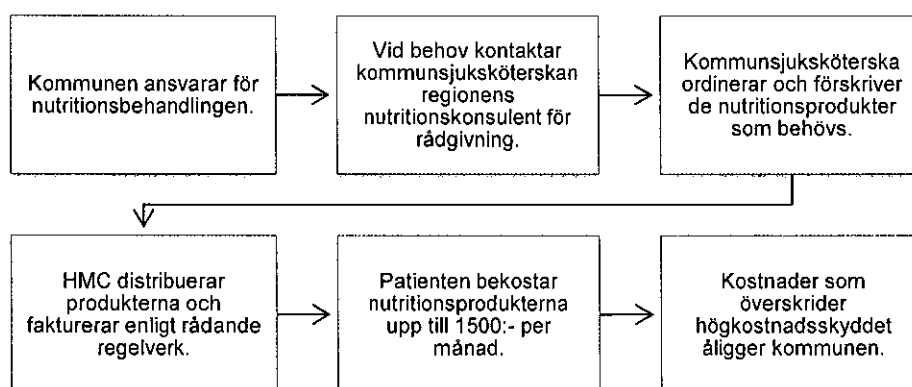 Kommunen ansvarar för
nutritionsbehandlingen.
Vid behov kontaktar
kommunsjuksköterskan
regionens
nutritionskonsulent för
rådgivning.
Kommunsjuksköterska
ordinerar och förskriver
de nutritionsprodukter
som behövs.
HMC distribuerar
produkterna och
fakturerar enligt rådande
regelverk.
Patienten bekostar
nutritionsprodukterna
upp till 1500:- per
månad.
Kostnader som
överskrider
högkostnadsskyddet
åligger kommunen.